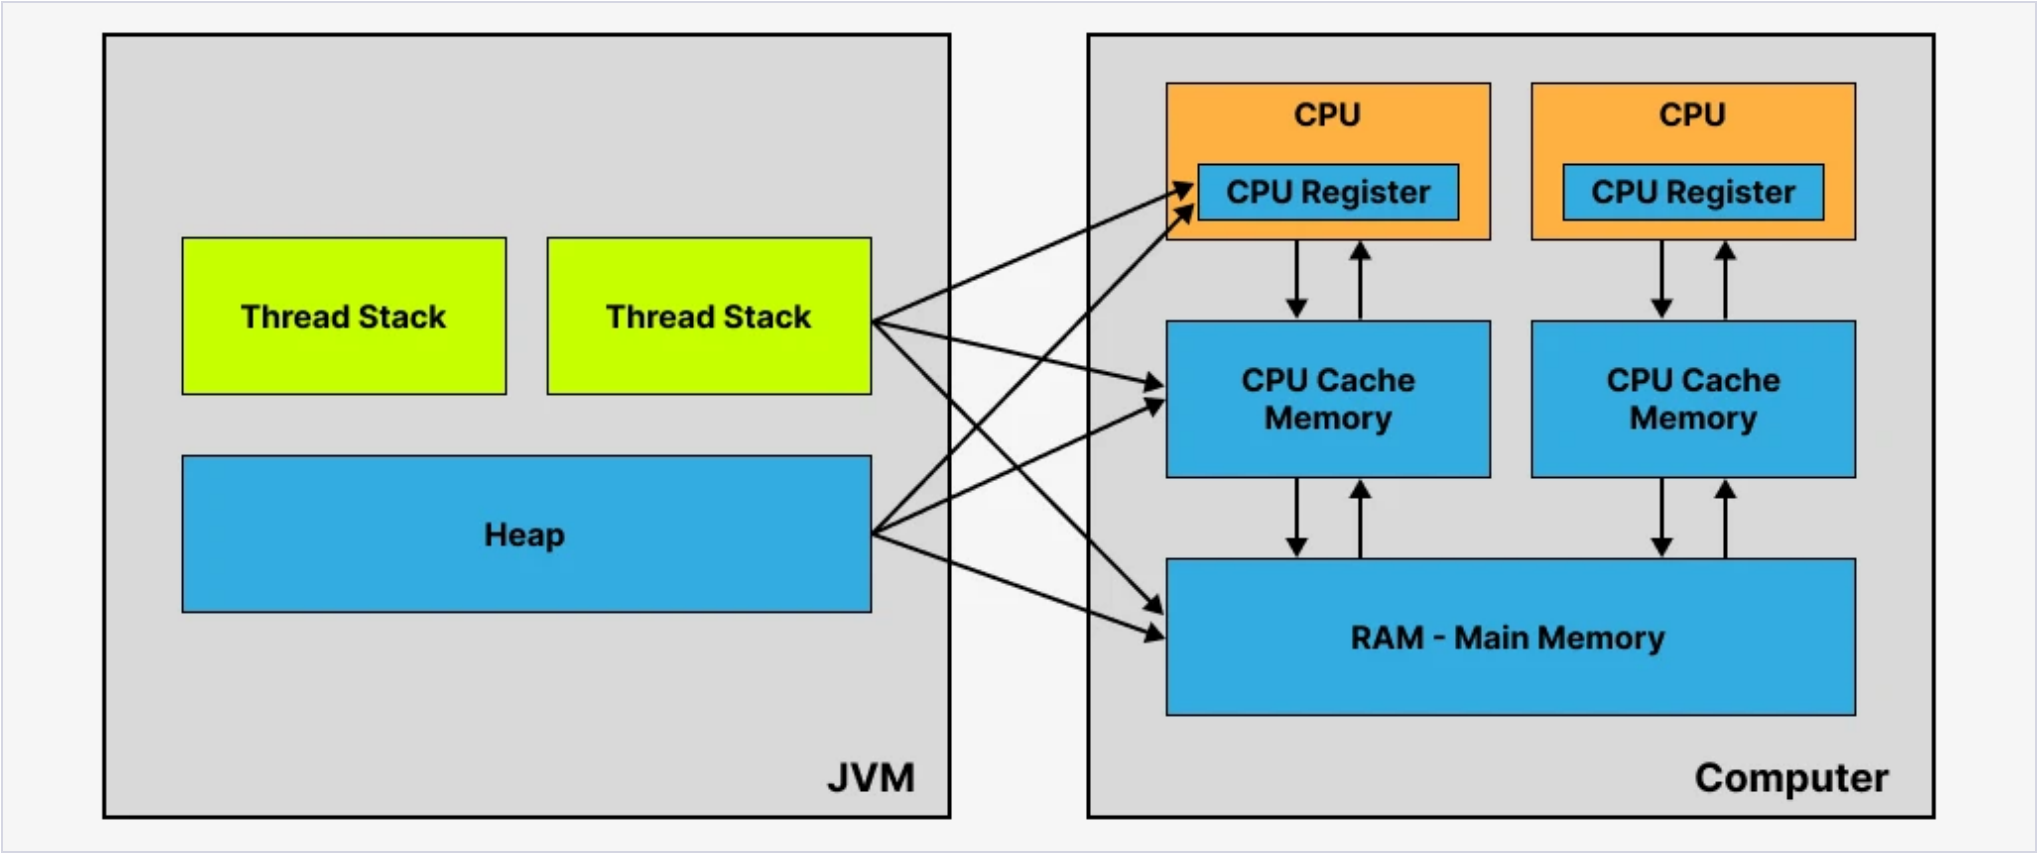 CPU
CPU
CPU Register
CPU Register
Thread Stack
Thread Stack
CPU Cache
Memory
CPU Cache
Memory
Heap
RAM - Main Memory
JVM
Computer